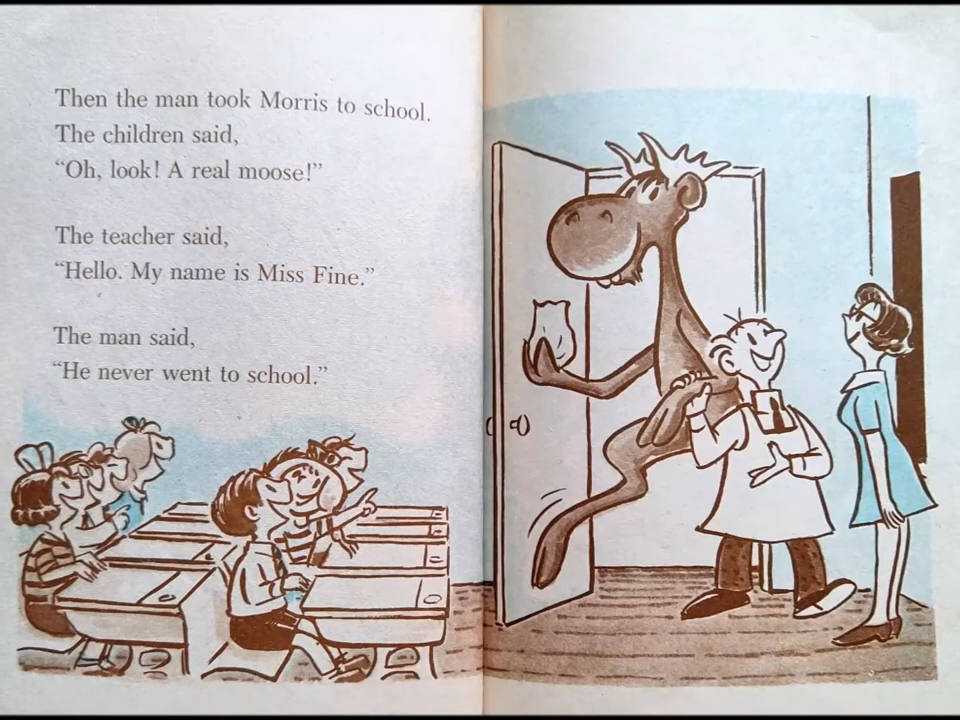 Then the man took Morris to school.
The children said,
“Oh, look! A real moose!”
The teacher said,
“Hello. My name is Miss Fine.”
The man said,
“He never went to school.”